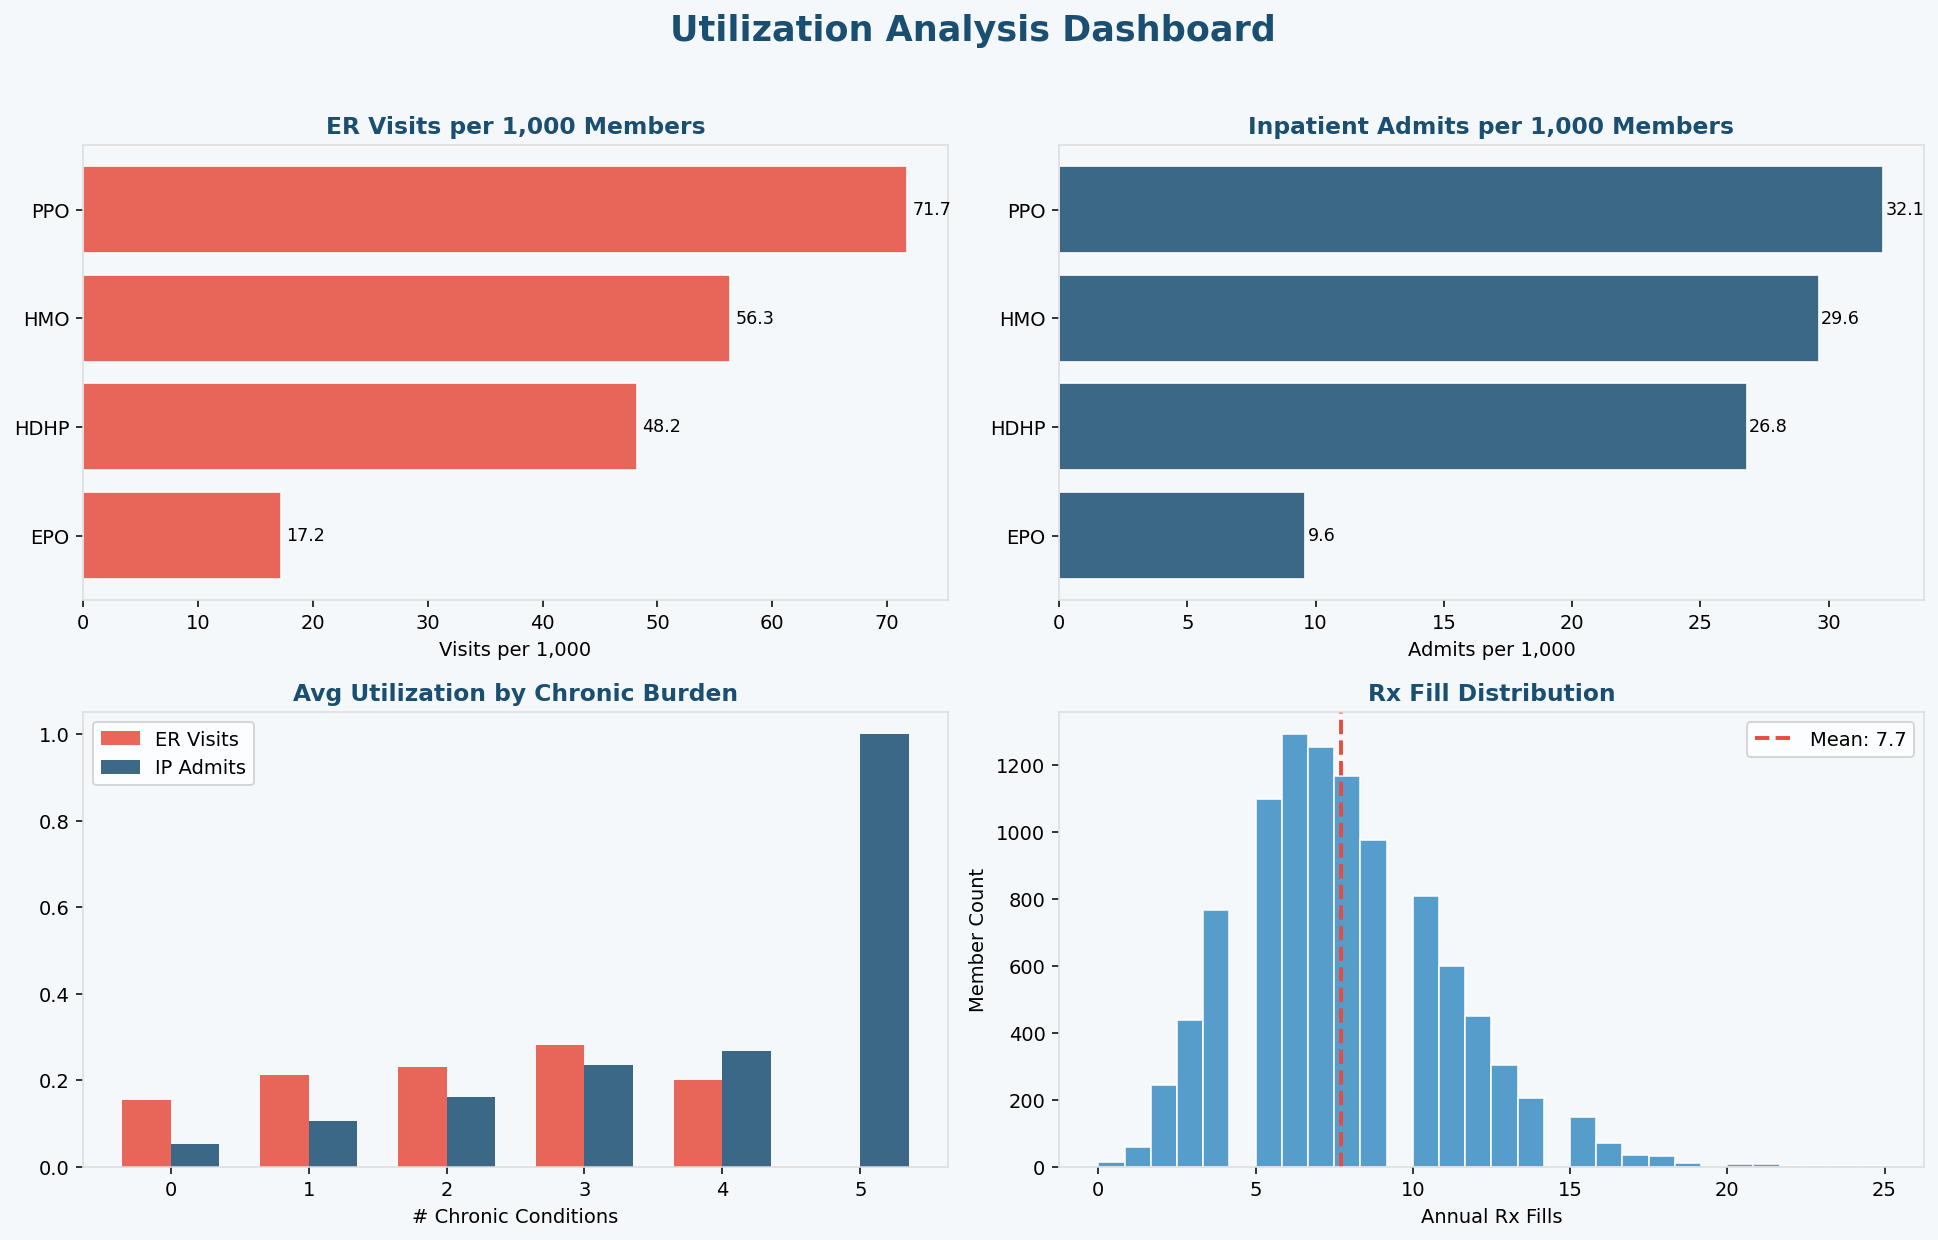 Utilization Analysis Dashboard
ER Visits per 1,000 Members
PPO
71.7
HMO
56.3
HDHP
48.2
EPO
17.2
0 10 20 30 40 50 60 70
Visits per 1,000
Inpatient Admits per 1,000 Members
PPO
32.1
HMO
29.6
HDHP
26.8
EPO
9.6
0 5 10 15 20 25 30
Admits per 1,000
Avg Utilization by Chronic Burden
ER Visits
IP Admits
1.0
0.8
0.6
0.4
0.2
0.0
0 1 2 3 4 5
# Chronic Conditions
Rx Fill Distribution
Mean: 7.7
Member Count
1200
1000
800
600
400
200
0
0 5 10 15 20 25
Annual Rx Fills